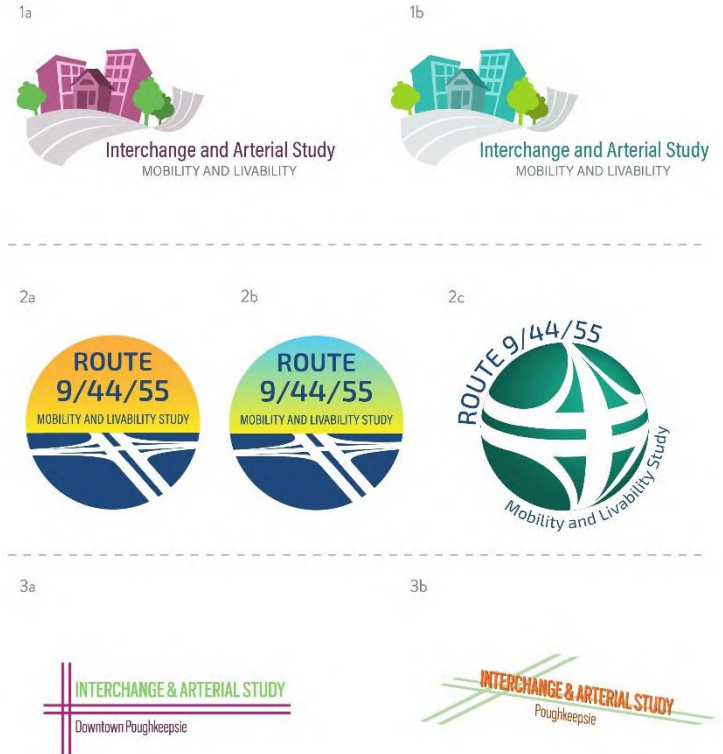 1a
1b
Interchange and Arterial Study
MOBILITY AND LIVABILITY
Interchange and Arterial Study
MOBILITY AND LIVABILITY
2a
2b
2c
ROUTE
9/44/55
MOBILITY AND LIVABILITY STUDY
ROUTE
9/44/55
MOBILITY AND LIVABILITY STUDY
ROUTE 9/44/55
Mobility and Livability Study
3a
3b
INTERCHANGE & ARTERIAL STUDY
Downtown Poughkeepsie
INTERCHANGE & ARTERIAL STUDY
Poughkeepsie